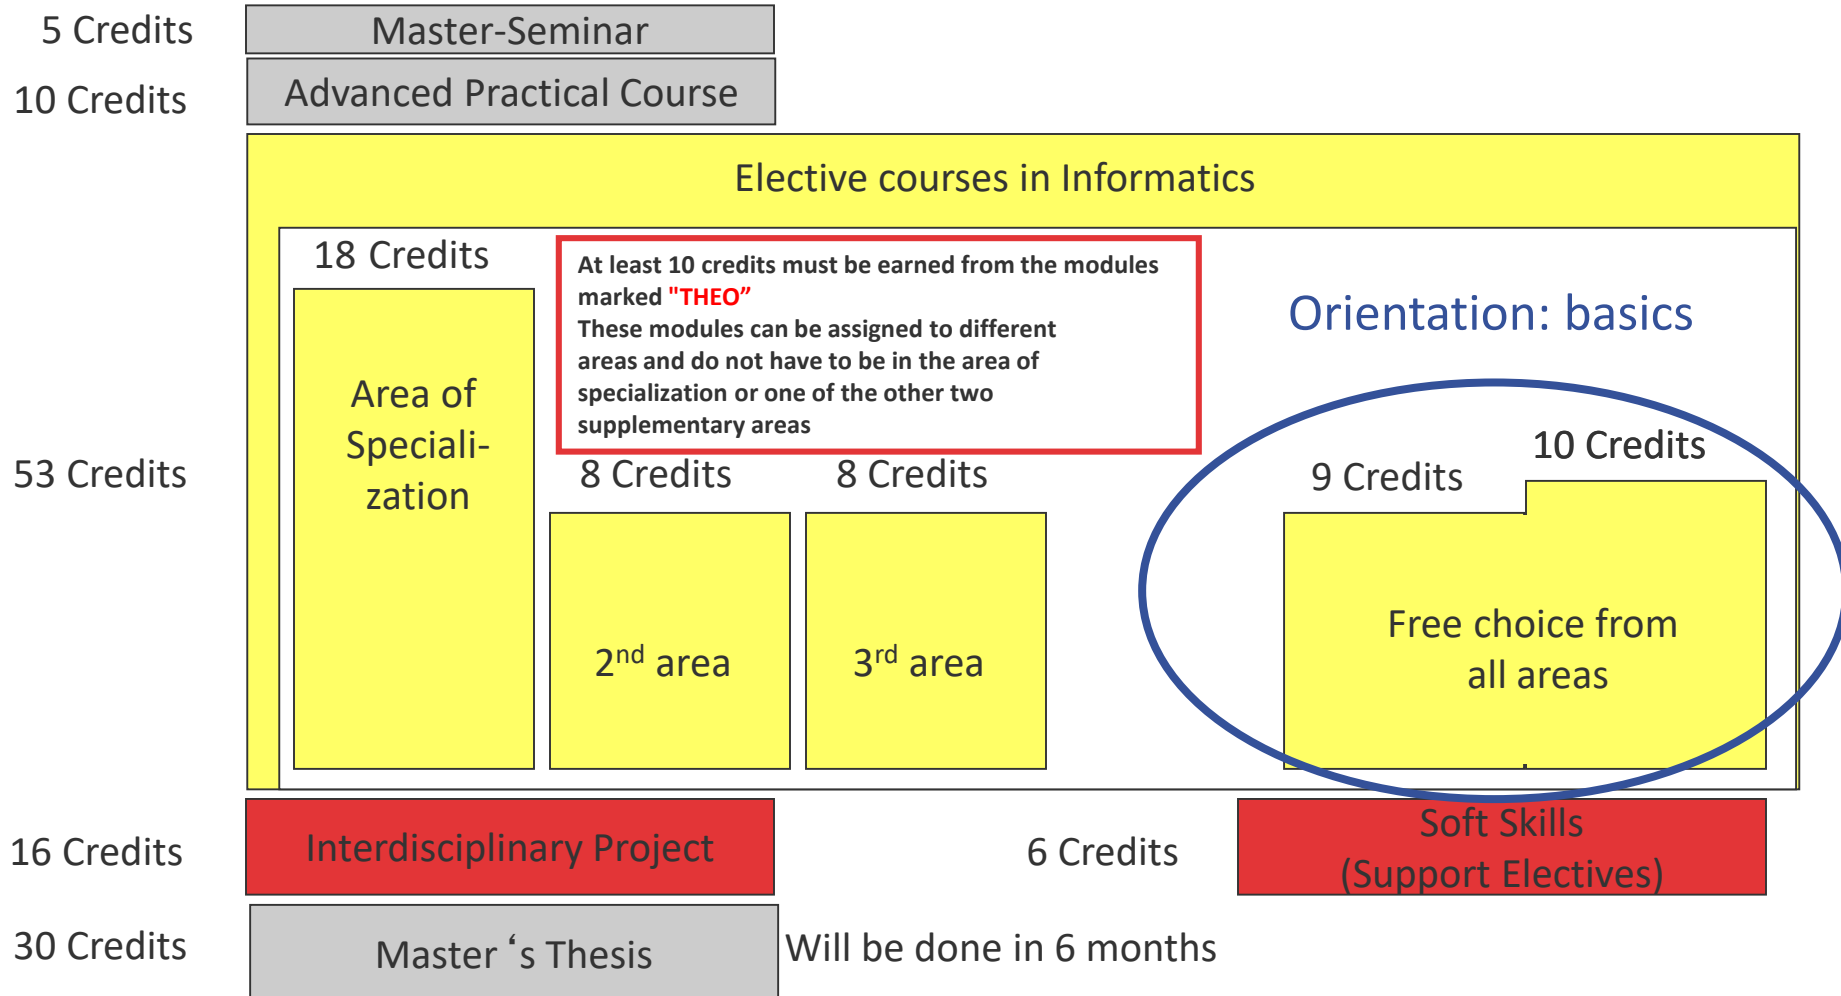 5 Credits
Master-Seminar
10 Credits
Advanced Practical Course
Elective courses in Informatics
53 Credits
18 Credits
Area of
Speciali-
zation
At least 10 credits must be earned from the modules
marked "THEO”
These modules can be assigned to different
areas and do not have to be in the area of
specialization or one of the other two
supplementary areas
8 Credits
2nd area
8 Credits
3rd area
Orientation: basics
9 Credits
10 Credits
Free choice from
all areas
16 Credits
Interdisciplinary Project
6 Credits
Soft Skills
(Support Electives)
30 Credits
Master ‘s Thesis
Will be done in 6 months